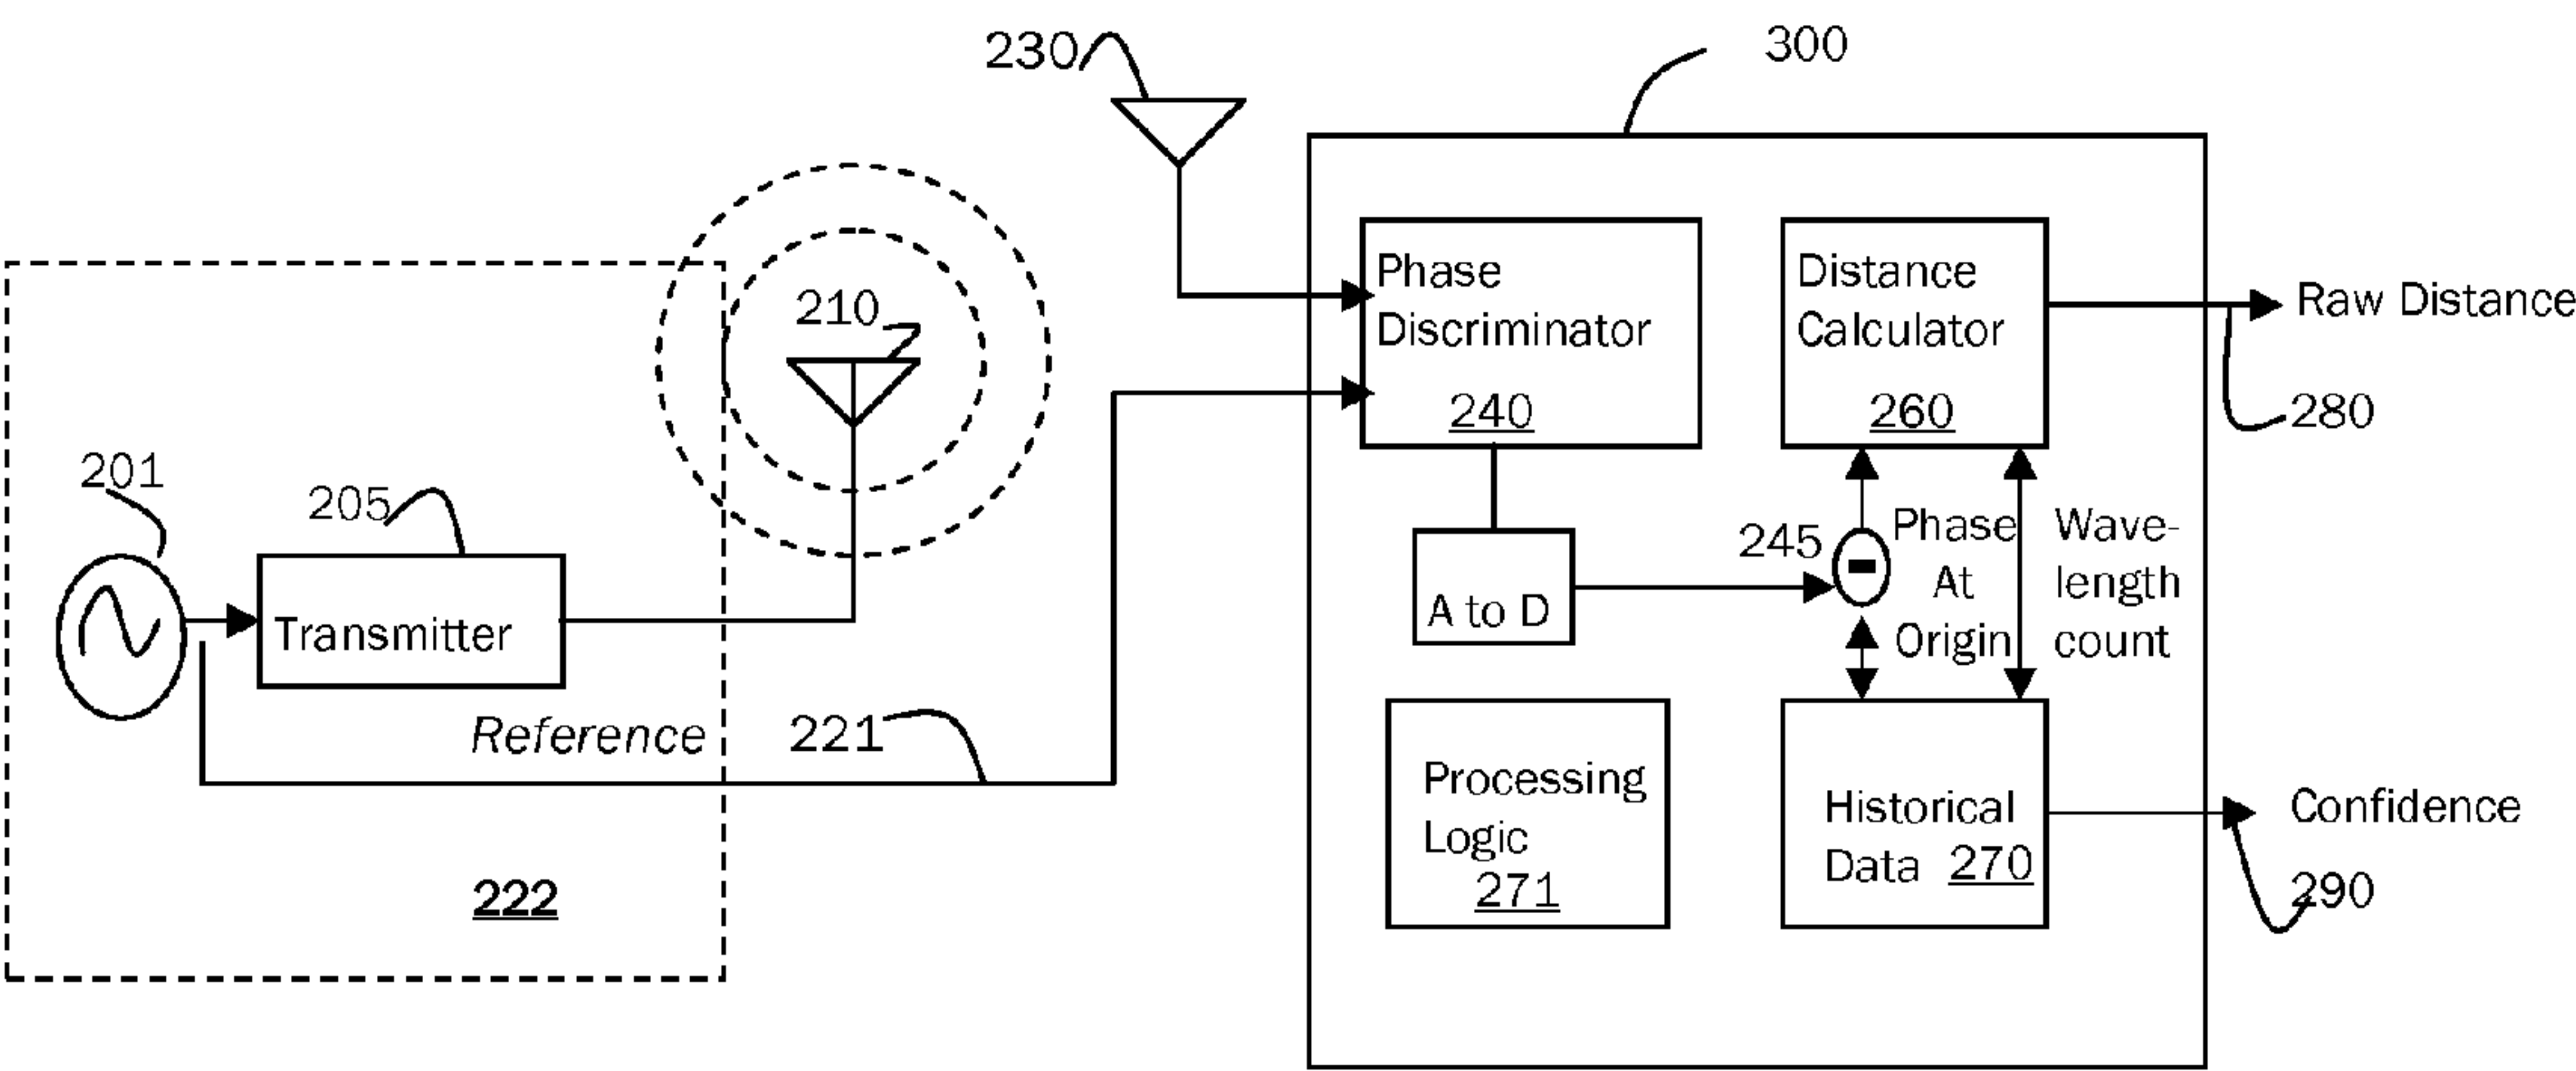 230
300
210
Phase
Discriminator
240
Distance
Calculator
260
Raw Distance
280
201
205
Transmitter
A to D
245
Phase
At
Origin
Wave-
length
count
Reference
221
222
Processing
Logic
271
Historical
Data 270
Confidence
290